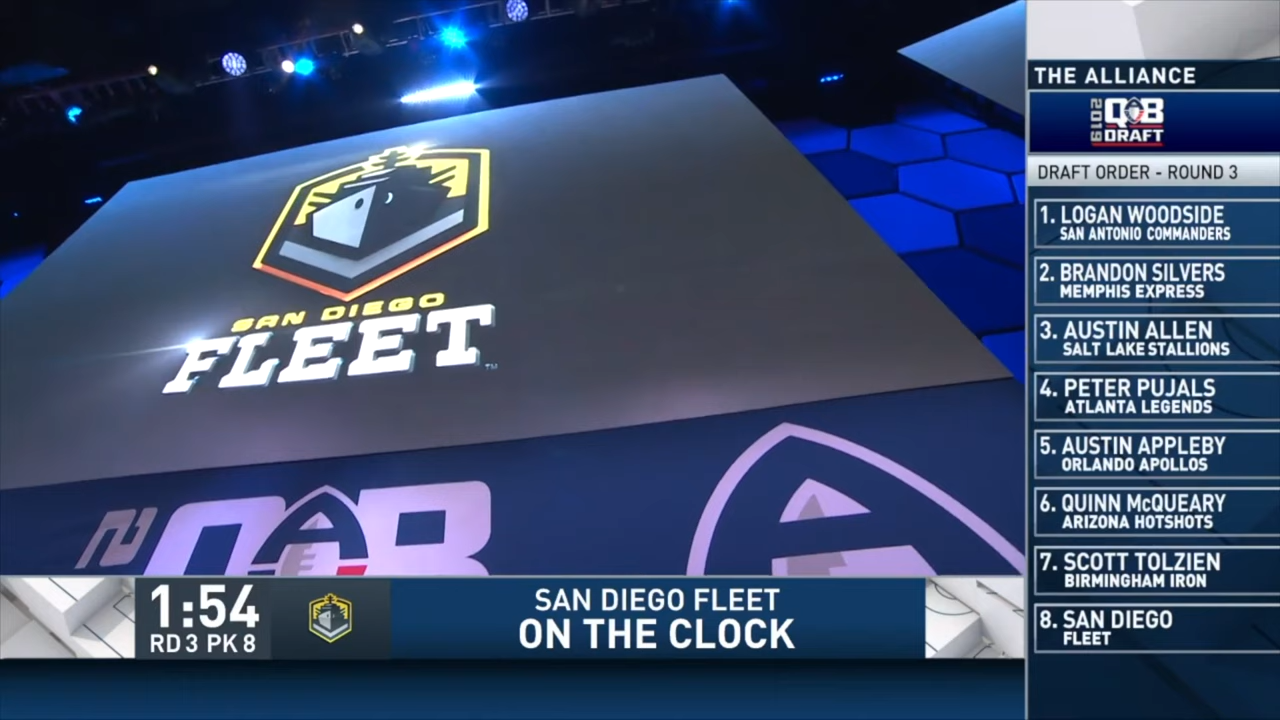 SAN DIEGO
FLEET
™
QB
A
A
THE ALLIANCE
2019
QB
DRAFT
DRAFT ORDER - ROUND 3
1. LOGAN WOODSIDE
SAN ANTONIO COMMANDERS
2. BRANDON SILVERS
MEMPHIS EXPRESS
3. AUSTIN ALLEN
SALT LAKE STALLIONS
4. PETER PUJALS
ATLANTA LEGENDS
5. AUSTIN APPLEBY
ORLANDO APOLLOS
6. QUINN McQUEARY
ARIZONA HOTSHOTS
7. SCOTT TOLZIEN
BIRMINGHAM IRON
8. SAN DIEGO
FLEET
1:54
RD 3 PK 8
SAN DIEGO FLEET
ON THE CLOCK